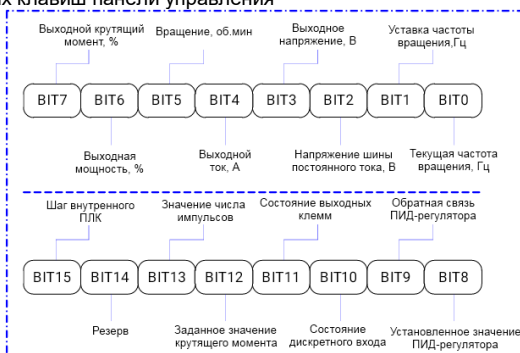 их клавиш панели управления
Выходной крутящий
момент, %
Вращение, об.мин
Выходное
напряжение, В
Уставка частоты
вращения,Гц
BIT7 BIT6 BIT5 BIT4 BIT3 BIT2 BIT1 BIT0
Выходная
мощность, %
Выходной
ток, А
Напряжение шины
постоянного тока, В
Текущая частота
вращения, Гц
Шаг внутренного
ПЛК
Значение числа
импульсов
Состояние выходных
клемм
Обратная связь
ПИД-регулятора
BIT15 BIT14 BIT13 BIT12 BIT11 BIT10 BIT9 BIT8
Резерв
Заданное значение
крутящего момента
Состояние
дискретного входа
Установленное значение
ПИД-регулятора